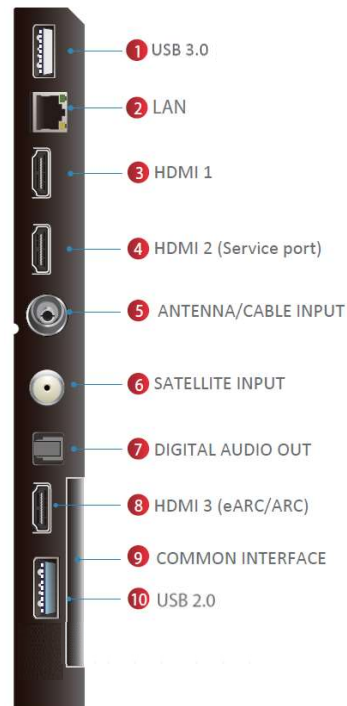 1 USB 3.0
2 LAN
3 HDMI 1
4 HDMI 2 (Service port)
5 ANTENNA/CABLE INPUT
6 SATELLITE INPUT
7 DIGITAL AUDIO OUT
8 HDMI 3 (eARC/ARC)
9 COMMON INTERFACE
10 USB 2.0